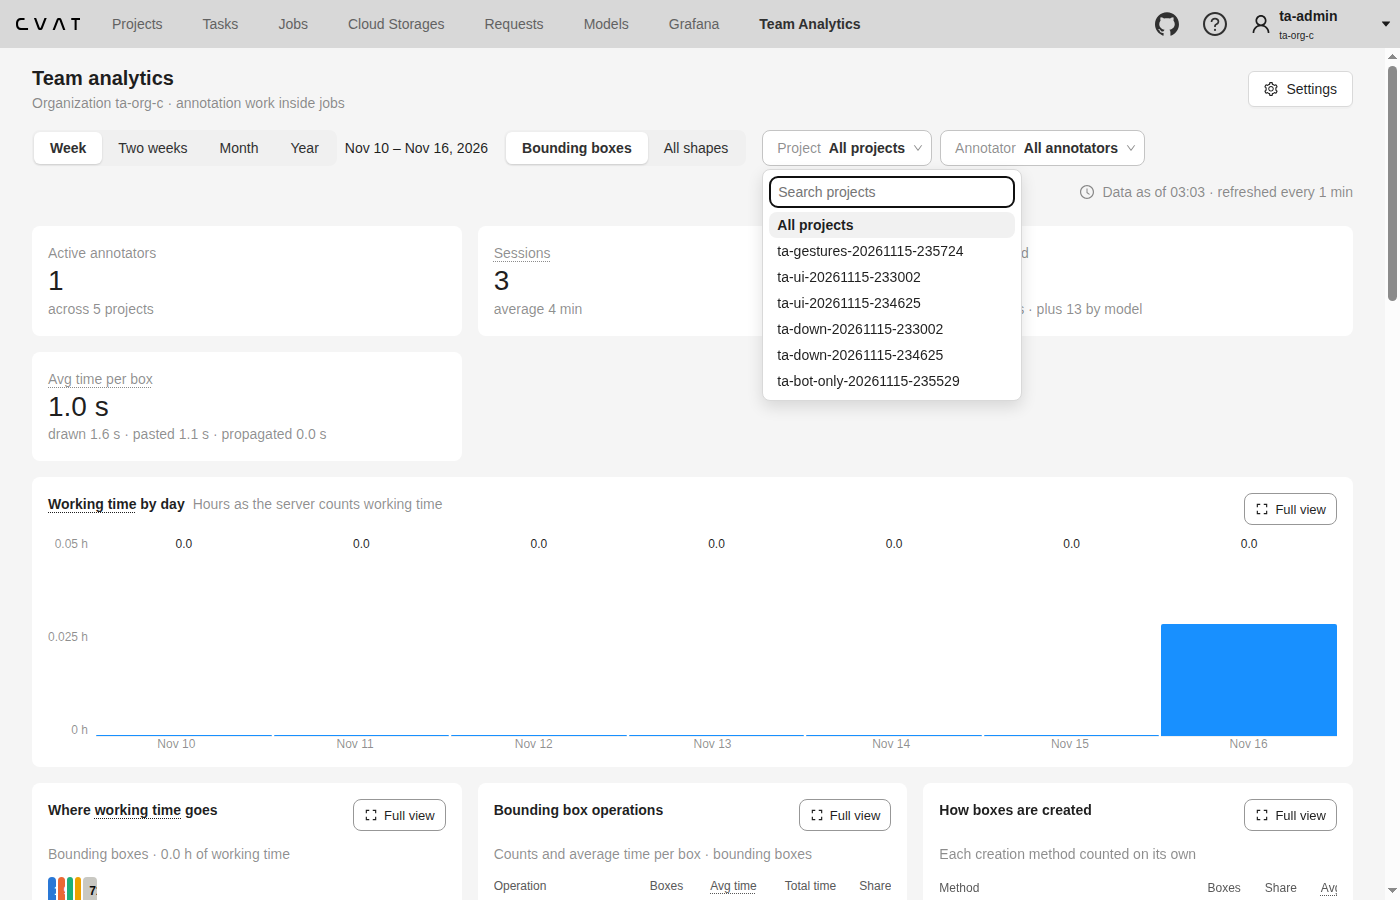 CVAT Projects Tasks Jobs Cloud Storages Requests Models Grafana Team Analytics ta-admin
ta-org-c
Team analytics
Organization ta-org-c · annotation work inside jobs
Settings
Week Two weeks Month Year Nov 10 – Nov 16, 2026 Bounding boxes All shapes Project All projects Annotator All annotators
Search projects
Data as of 03:03 · refreshed every 1 min
All projects
ta-gestures-20261115-235724
ta-ui-20261115-233002
ta-ui-20261115-234625
ta-down-20261115-233002
ta-down-20261115-234625
ta-bot-only-20261115-235529
Active annotators
1
across 5 projects
Sessions
3
average 4 min
· plus 13 by model
Avg time per box
1.0 s
drawn 1.6 s · pasted 1.1 s · propagated 0.0 s
Working time by day Hours as the server counts working time
Full view
0.05 h 0.0 0.0 0.0 0.0 0.0 0.0 0.0
0.025 h
0 h
Nov 10 Nov 11 Nov 12 Nov 13 Nov 14 Nov 15 Nov 16
Where working time goes
Full view
Bounding boxes · 0.0 h of working time
Bounding box operations
Full view
Counts and average time per box · bounding boxes
Operation Boxes Avg time Total time Share
How boxes are created
Full view
Each creation method counted on its own
Method Boxes Share